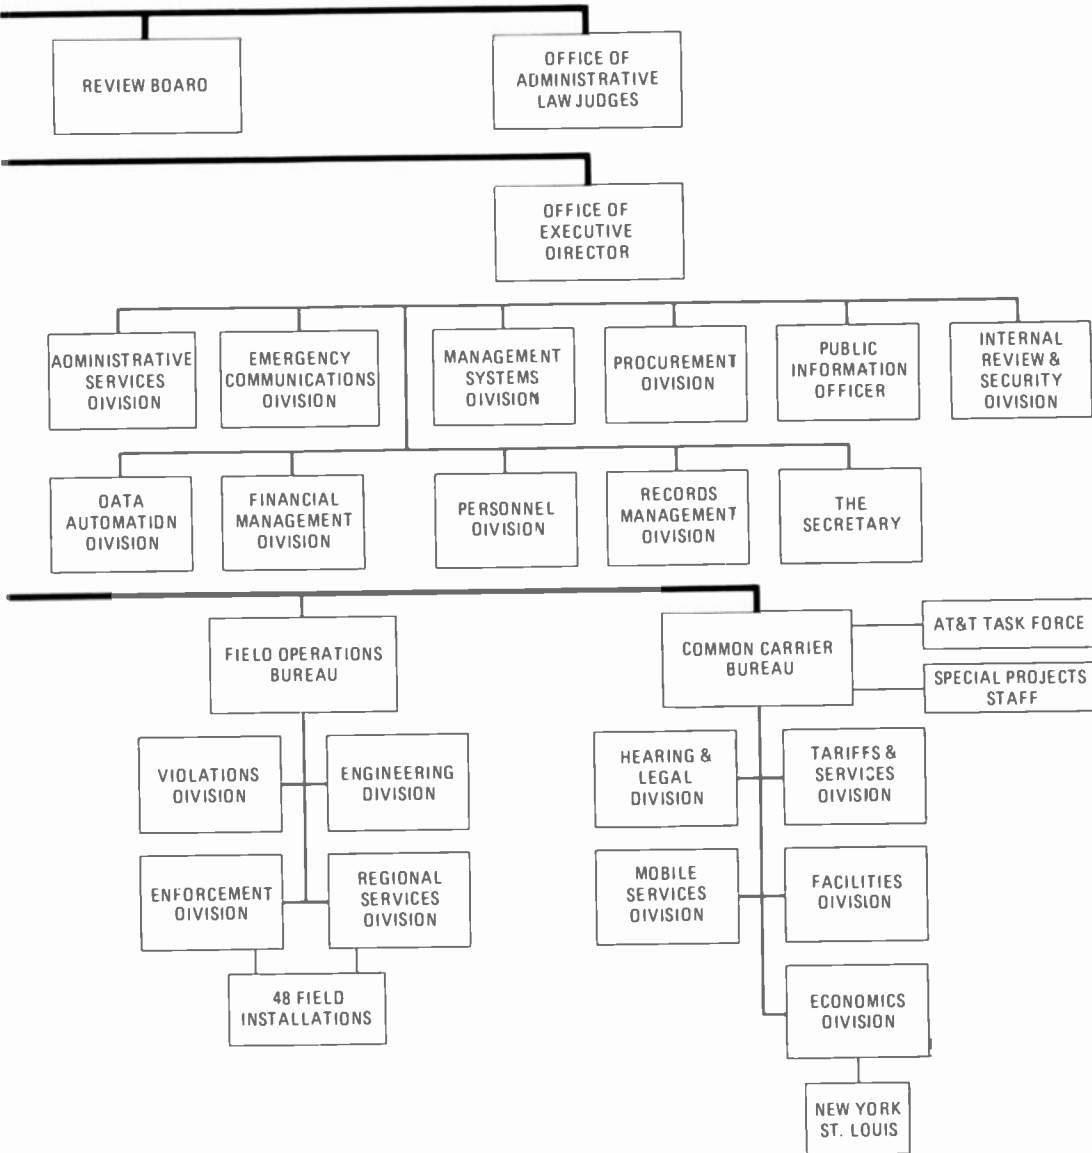 REVIEW BOARD
OFFICE OF
ADMINISTRATIVE
LAW JUDGES
OFFICE OF
EXECUTIVE
DIRECTOR
ADMINISTRATIVE
SERVICES
DIVISION
EMERGENCY
COMMUNICATIONS
DIVISION
MANAGEMENT
SYSTEMS
DIVISION
PROCUREMENT
DIVISION
PUBLIC
INFORMATION
OFFICER
INTERNAL
REVIEW &
SECURITY
DIVISION
DATA
AUTOMATION
DIVISION
FINANCIAL
MANAGEMENT
DIVISION
PERSONNEL
DIVISION
RECORDS
MANAGEMENT
DIVISION
THE
SECRETARY
FIELD OPERATIONS
BUREAU
COMMON CARRIER
BUREAU
AT&T TASK FORCE
SPECIAL PROJECTS
STAFF
VIOLATIONS
DIVISION
ENGINEERING
DIVISION
HEARING &
LEGAL
DIVISION
TARIFFS &
SERVICES
DIVISION
ENFORCEMENT
DIVISION
REGIONAL
SERVICES
DIVISION
MOBILE
SERVICES
DIVISION
FACILITIES
DIVISION
48 FIELD
INSTALLATIONS
ECONOMICS
DIVISION
NEW YORK
ST. LOUIS